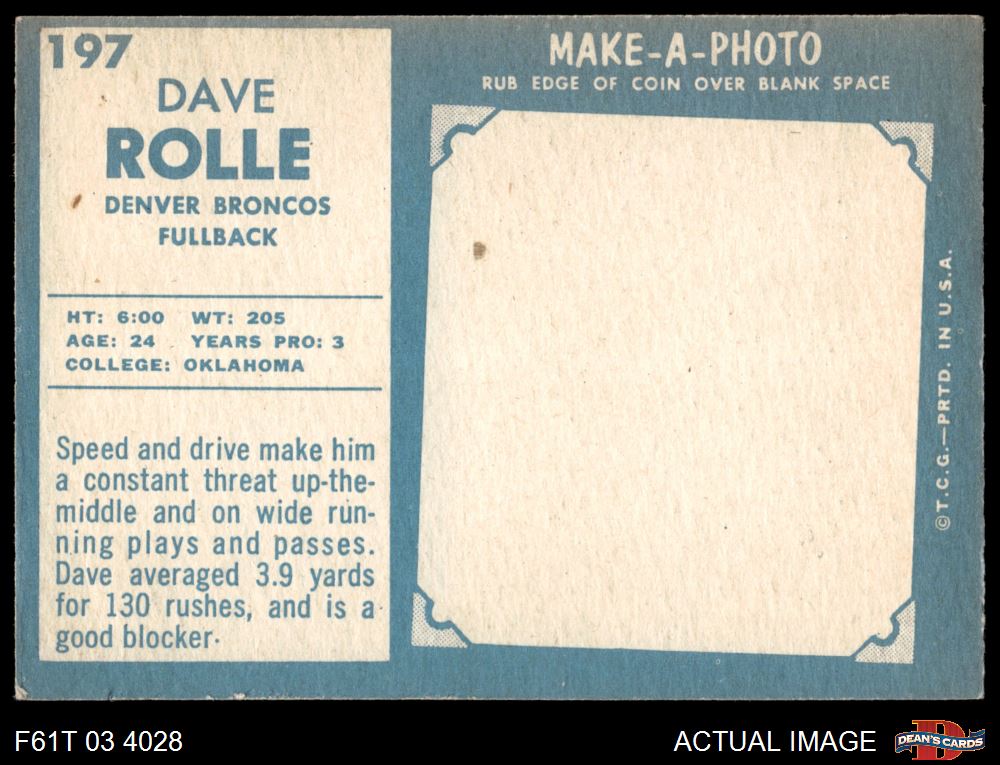 197
DAVE
ROLLE
DENVER BRONCOS
FULLBACK
HT: 6:00 WT: 205
AGE: 24 YEARS PRO: 3
COLLEGE: OKLAHOMA
Speed and drive make him
a constant threat up-the-
middle and on wide run-
ning plays and passes.
Dave averaged 3.9 yards
for 130 rushes, and is a
good blocker.
MAKE-A-PHOTO
RUB EDGE OF COIN OVER BLANK SPACE
©T.C.G.—PRTD. IN U.S.A.
F61T 03 4028
ACTUAL IMAGE
D
DEAN'S CARDS